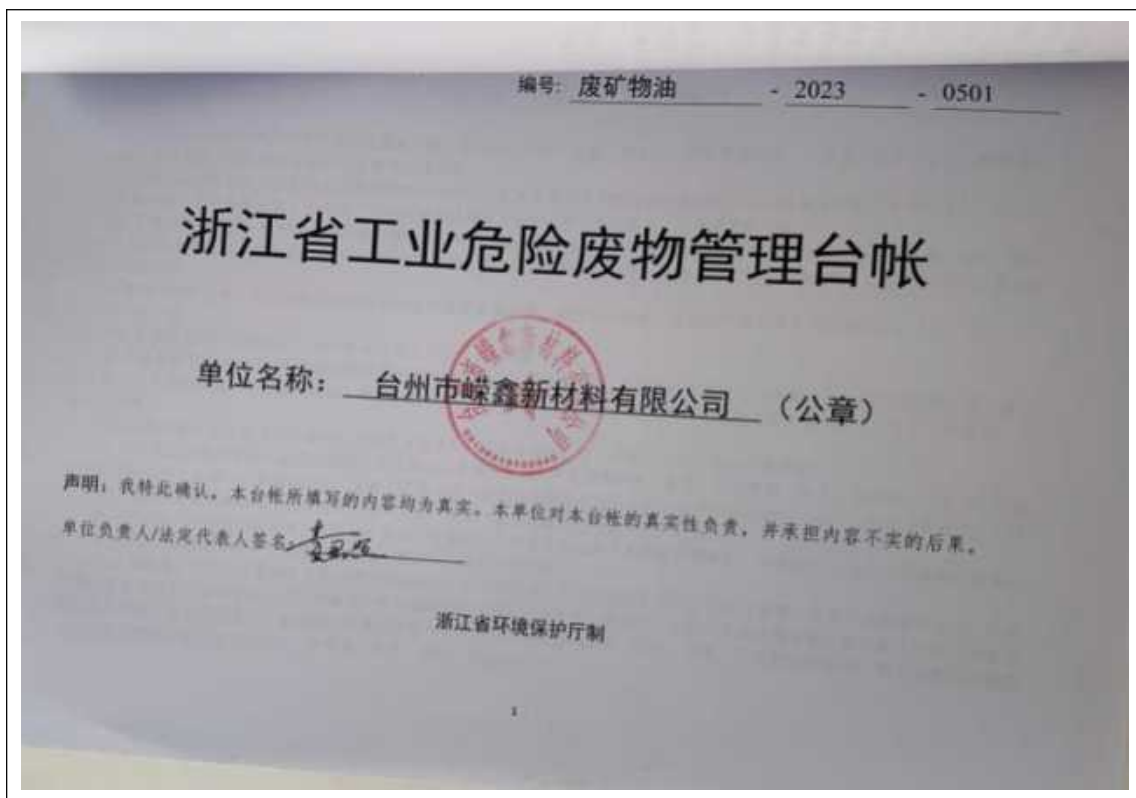 编号: 废矿物油 - 2023 - 0501
浙江省工业危险废物管理台帐
单位名称: 台州市嵘鑫新材料有限公司 (公章)
声明: 我特此确认, 本台帐所填写的内容均为真实。本单位对本台帐的真实性负责, 并承担内容不实的后果。
单位负责人/法定代表人签名:
浙江省环境保护厅制
1